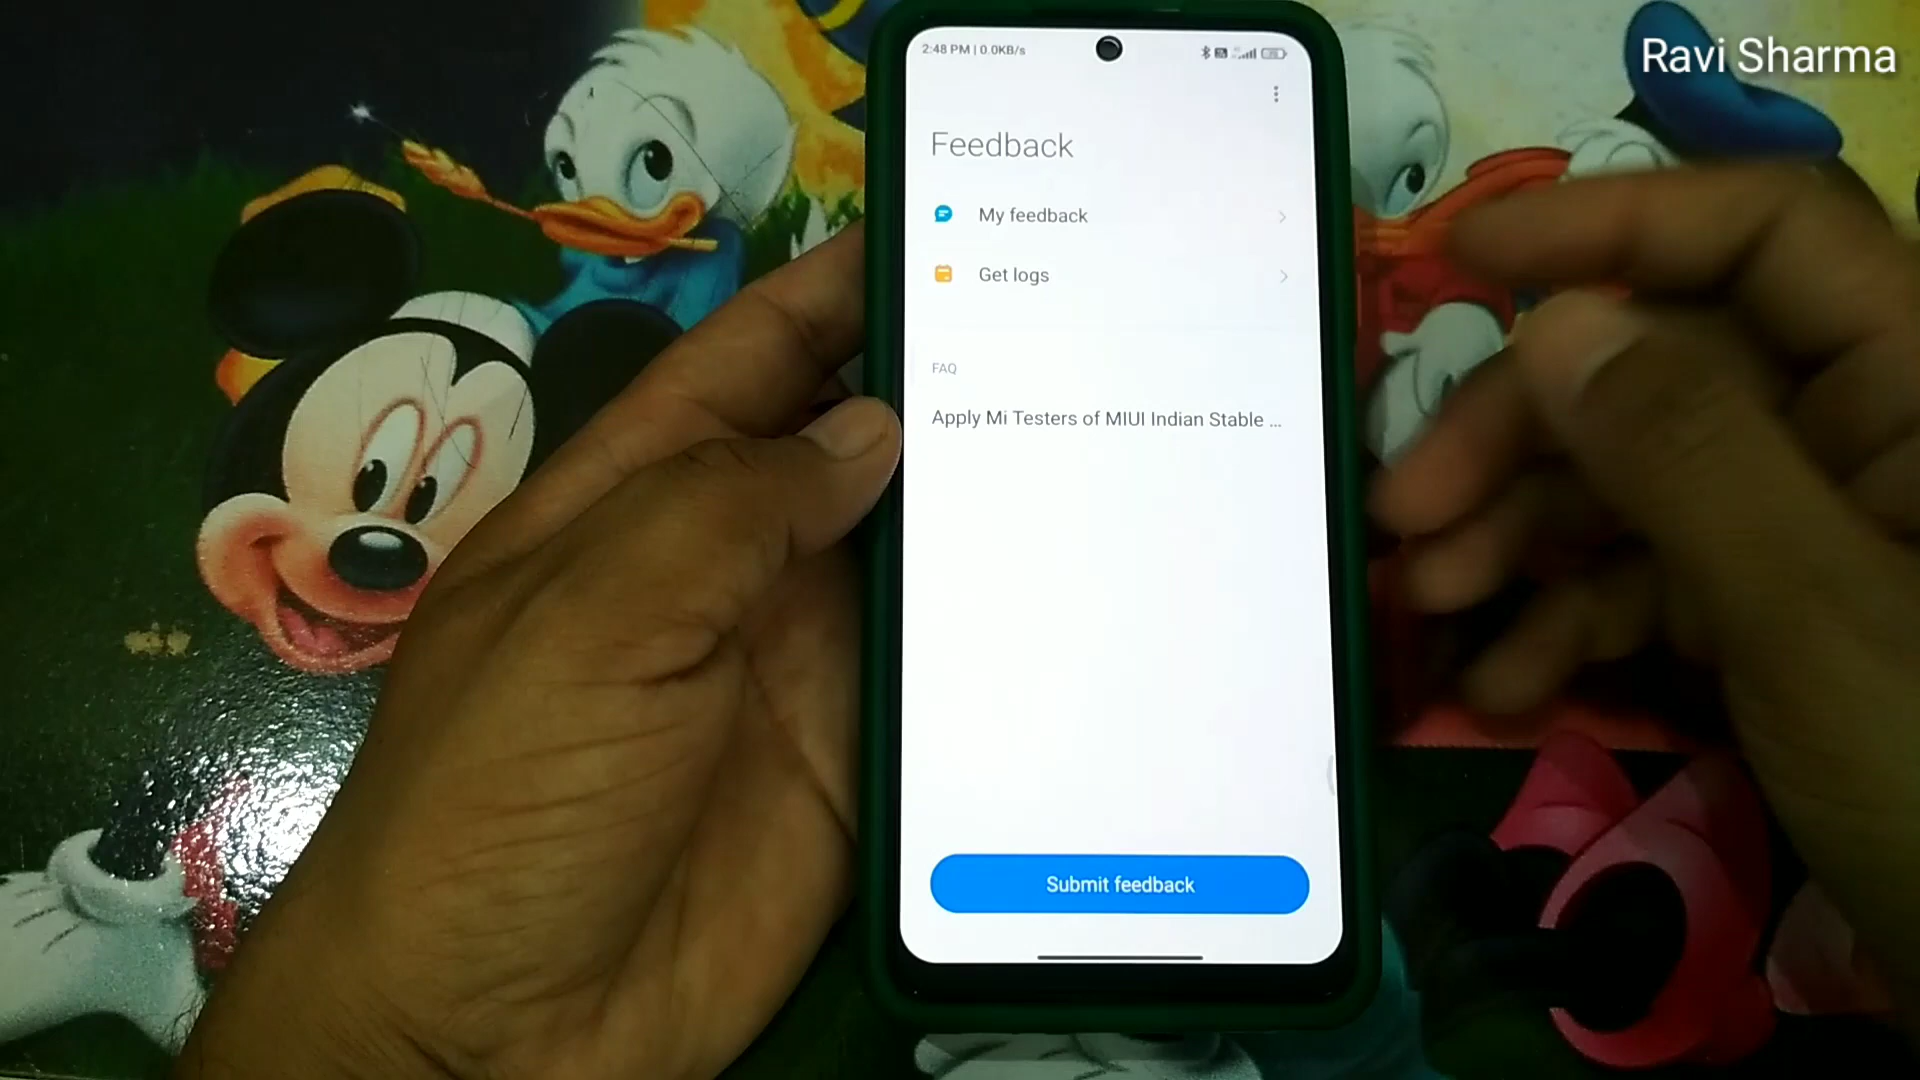 Ravi Sharma
2:48 PM | 0.0KB/s
Feedback
My feedback
Get logs
FAQ
Apply Mi Testers of MIUI Indian Stable ...
Submit feedback